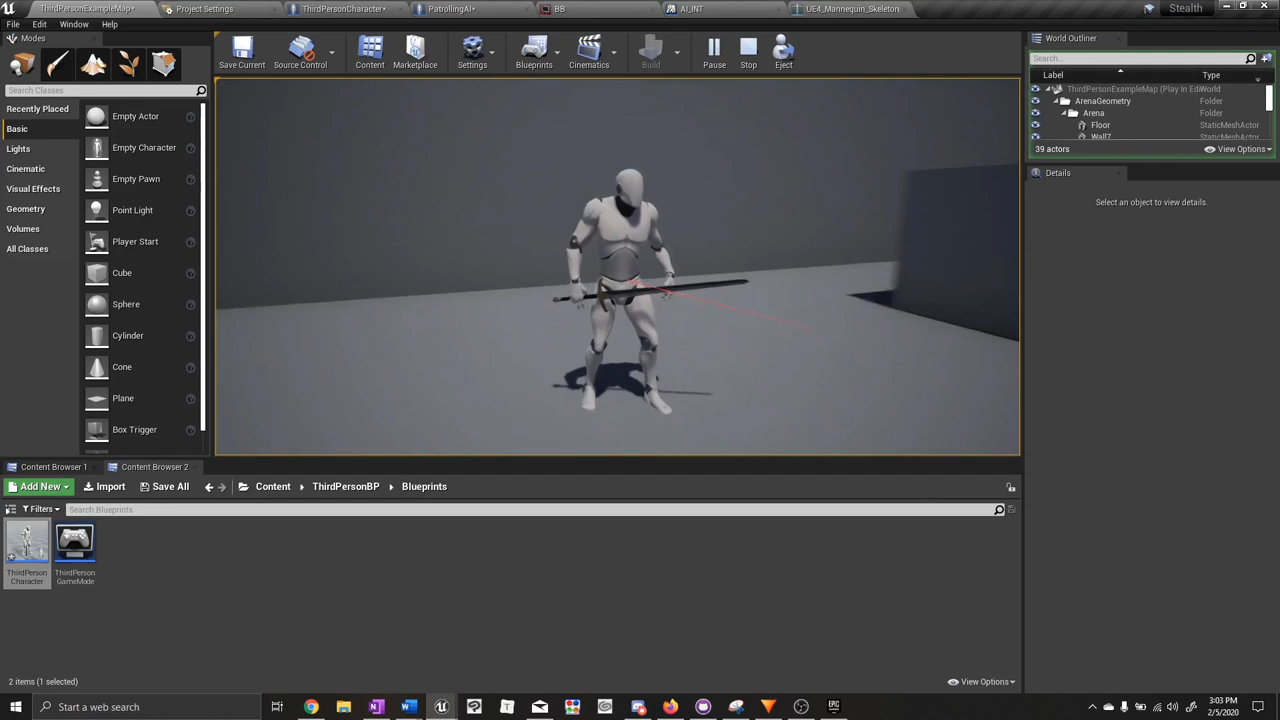 ThirdPersonExampleMap*
Project Settings
ThirdPersonCharacter*
PatrollingAI*
BB
AI_INT
UE4_Mannequin_Skeleton
Stealth
File Edit Window Help
Modes
Search Classes
Recently Placed
Basic
Lights
Cinematic
Visual Effects
Geometry
Volumes
All Classes
Empty Actor
Empty Character
Empty Pawn
Point Light
Player Start
Cube
Sphere
Cylinder
Cone
Plane
Box Trigger
Save Current
Source Control
Content
Marketplace
Settings
Blueprints
Cinematics
Build
Pause
Stop
Eject
World Outliner
Search...
Label Type
ThirdPersonExampleMap (Play In Edi World
ArenaGeometry Folder
Arena Folder
Floor StaticMeshActor
Wall7 StaticMeshActor
39 actors View Options
Details
Select an object to view details.
Content Browser 1
Content Browser 2
Add New Import Save All Content ThirdPersonBP Blueprints
Filters Search Blueprints
ThirdPerson
Character
ThirdPerson
GameMode
2 items (1 selected) View Options
Start a web search
3:03 PM
2/5/2020